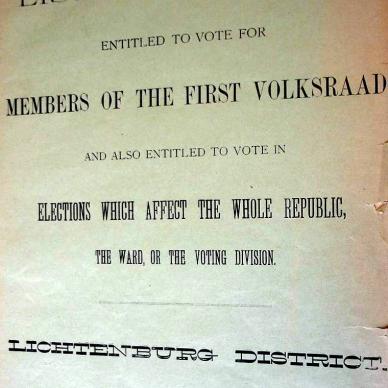 ENTITLED TO VOTE FOR
MEMBERS OF THE FIRST VOLKSRAAD
AND ALSO ENTITLED TO VOTE IN
ELECTIONS WHICH AFFECT THE WHOLE REPUBLIC,
THE WARD, OR THE VOTING DIVISION.
LICHTENBURG DISTRICT.